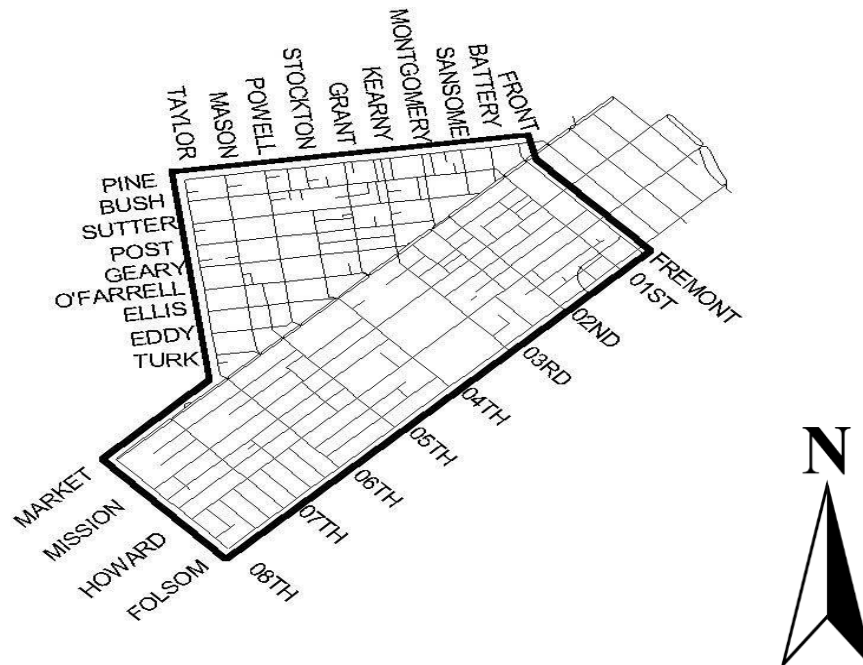 TAYLOR
MASON
POWELL
STOCKTON
GRANT
KEARNY
MONTGOMERY
SANSOME
BATTERY
FRONT
PINE
BUSH
SUTTER
POST
GEARY
O'FARRELL
ELLIS
EDDY
TURK
FREMONT
01ST
02ND
03RD
04TH
05TH
06TH
07TH
08TH
MARKET
MISSION
HOWARD
FOLSOM
N